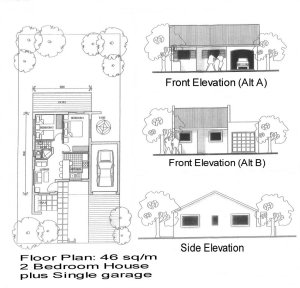 Front Elevation (Alt A)
Front Elevation (Alt B)
Side Elevation
Floor Plan: 46 sq/m
2 Bedroom House
plus Single garage